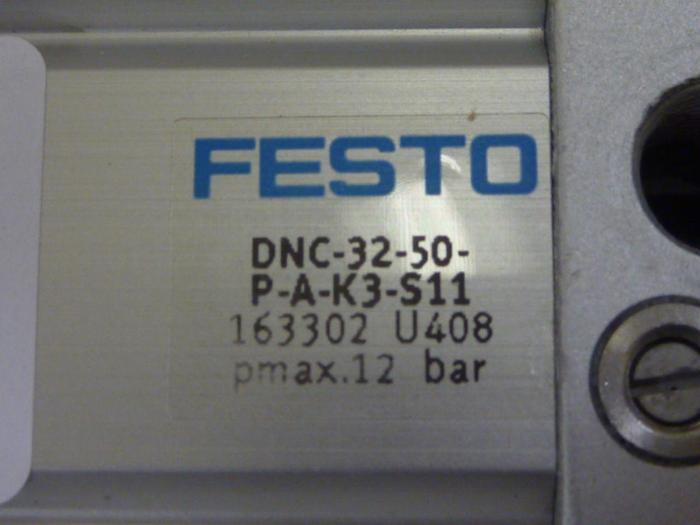 FESTO
DNC-32-50-
P-A-K3-S11
163302 U408
pmax.12 bar